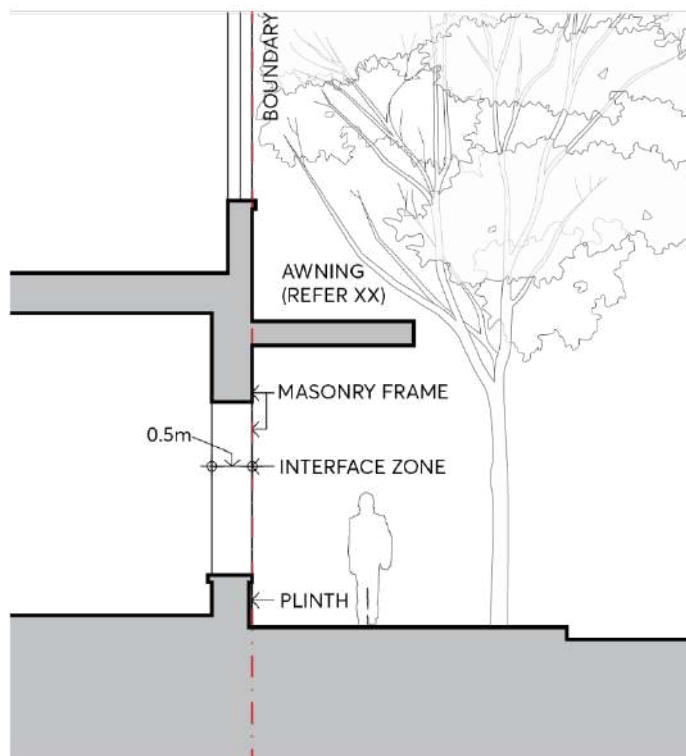 BOUNDARY
AWNING
(REFER XX)
MASONRY FRAME
0.5m
INTERFACE ZONE
PLINTH